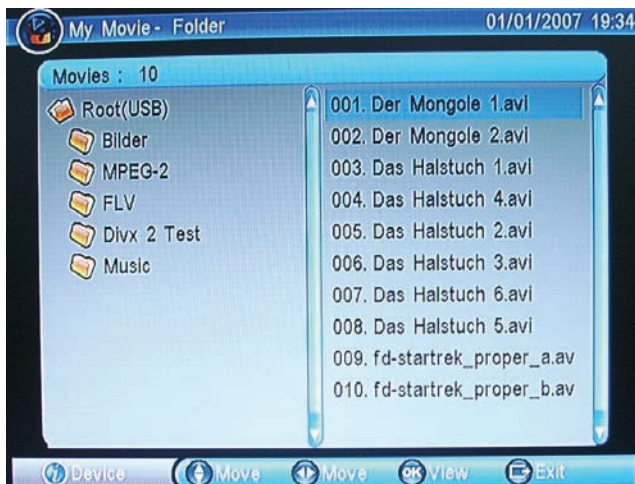 My Movie - Folder
01/01/2007 19:34
Movies : 10
Root(USB)
Bilder
MPEG-2
FLV
Divx 2 Test
Music
001. Der Mongole 1.avi
002. Der Mongole 2.avi
003. Das Halstuch 1.avi
004. Das Halstuch 4.avi
005. Das Halstuch 2.avi
006. Das Halstuch 3.avi
007. Das Halstuch 6.avi
008. Das Halstuch 5.avi
009. fd-startrek_proper_a.av
010. fd-startrek_proper_b.av
i Device Move Move OK View Exit